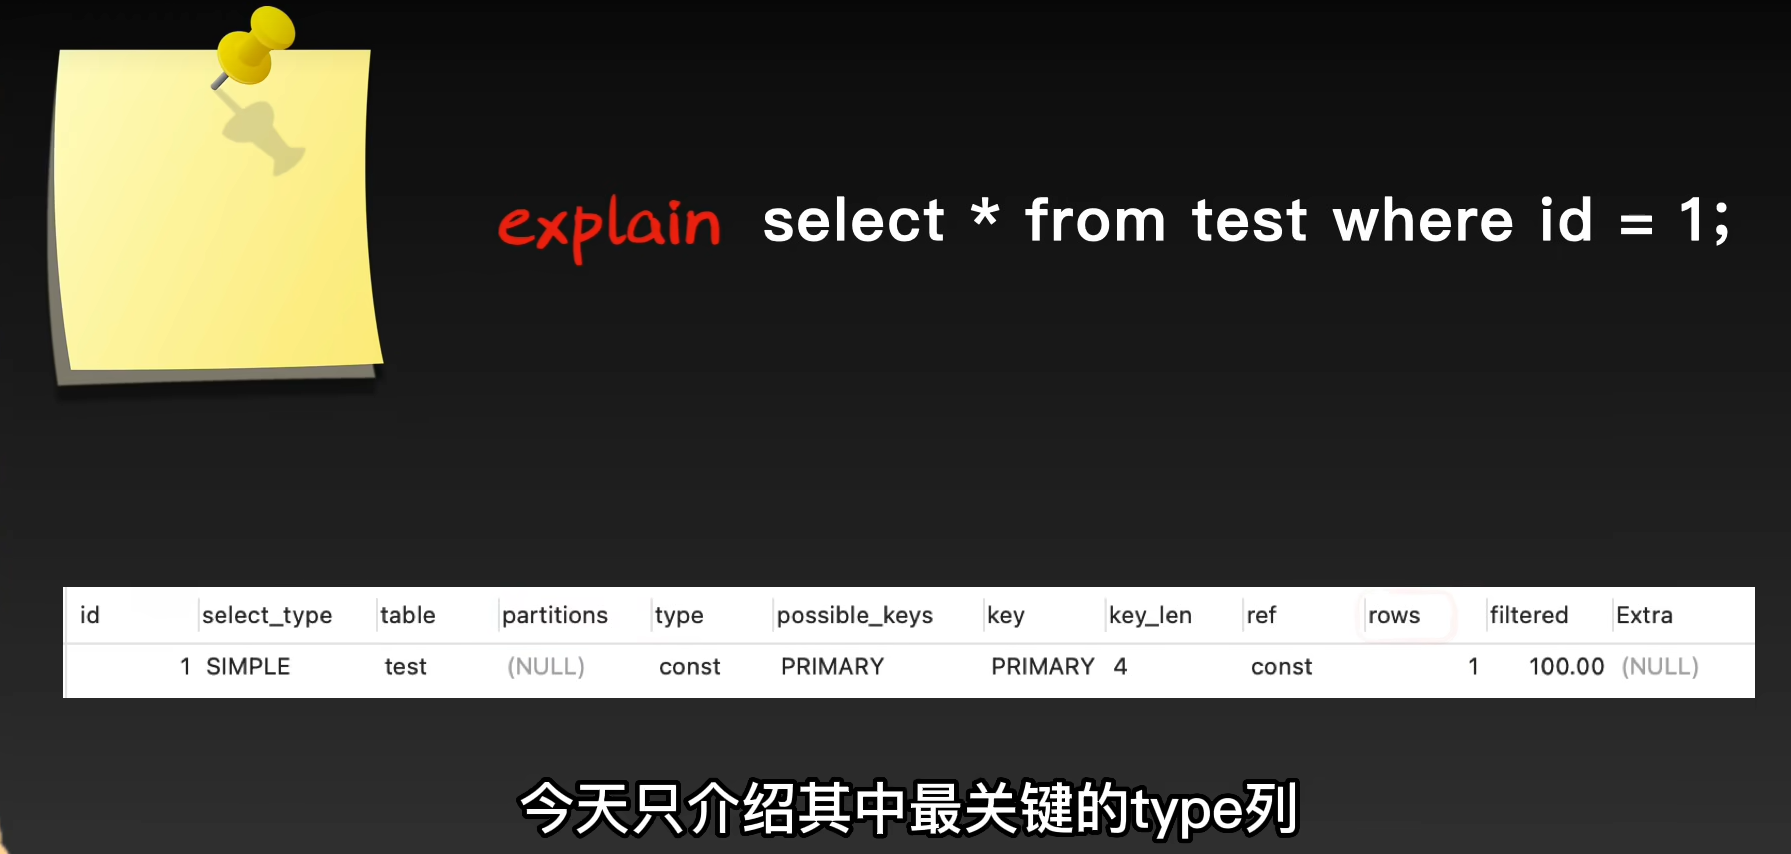 explain select * from test where id = 1;
id select_type table partitions type possible_keys key key_len ref rows filtered Extra
1 SIMPLE test (NULL) const PRIMARY PRIMARY 4 const 1 100.00 (NULL)
今天只介绍其中最关键的type列